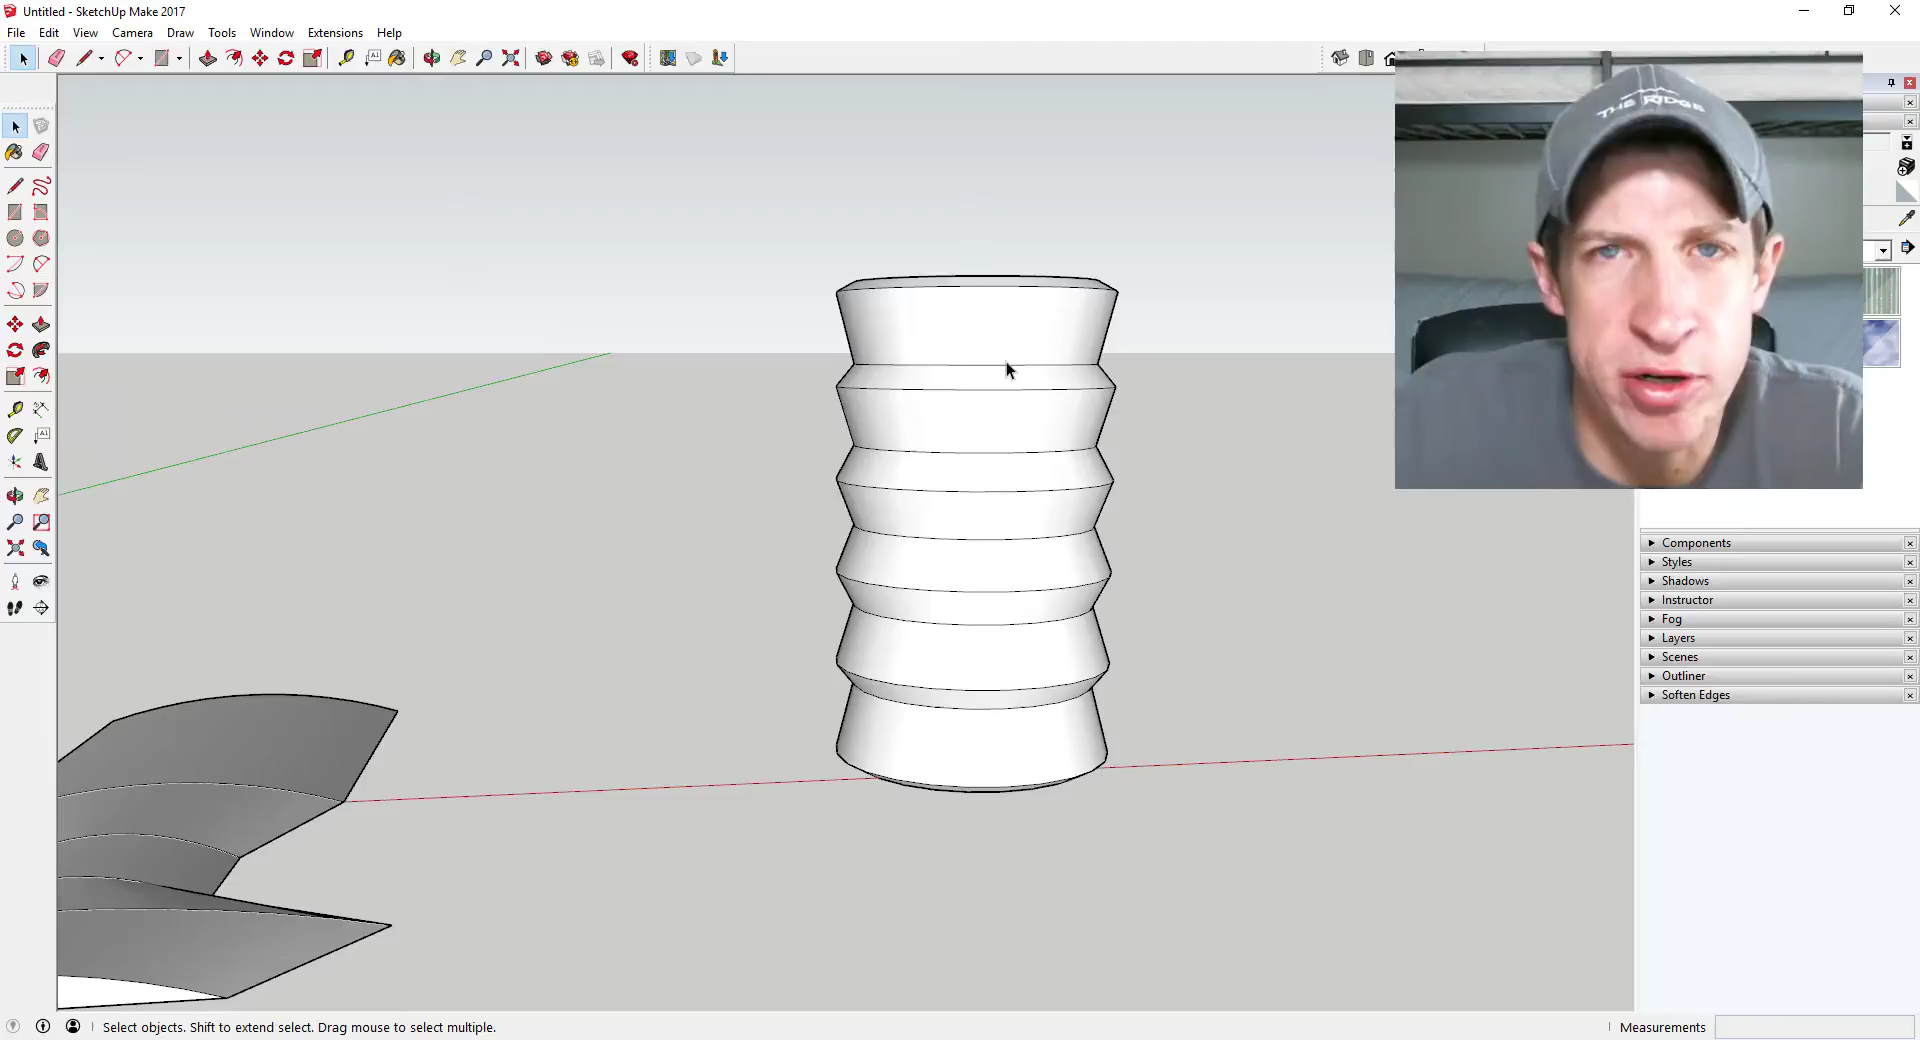 Untitled - SketchUp Make 2017
File Edit View Camera Draw Tools Window Extensions Help
THE RIDGE
Components
Styles
Shadows
Instructor
Fog
Layers
Scenes
Outliner
Soften Edges
Select objects. Shift to extend select. Drag mouse to select multiple.
Measurements